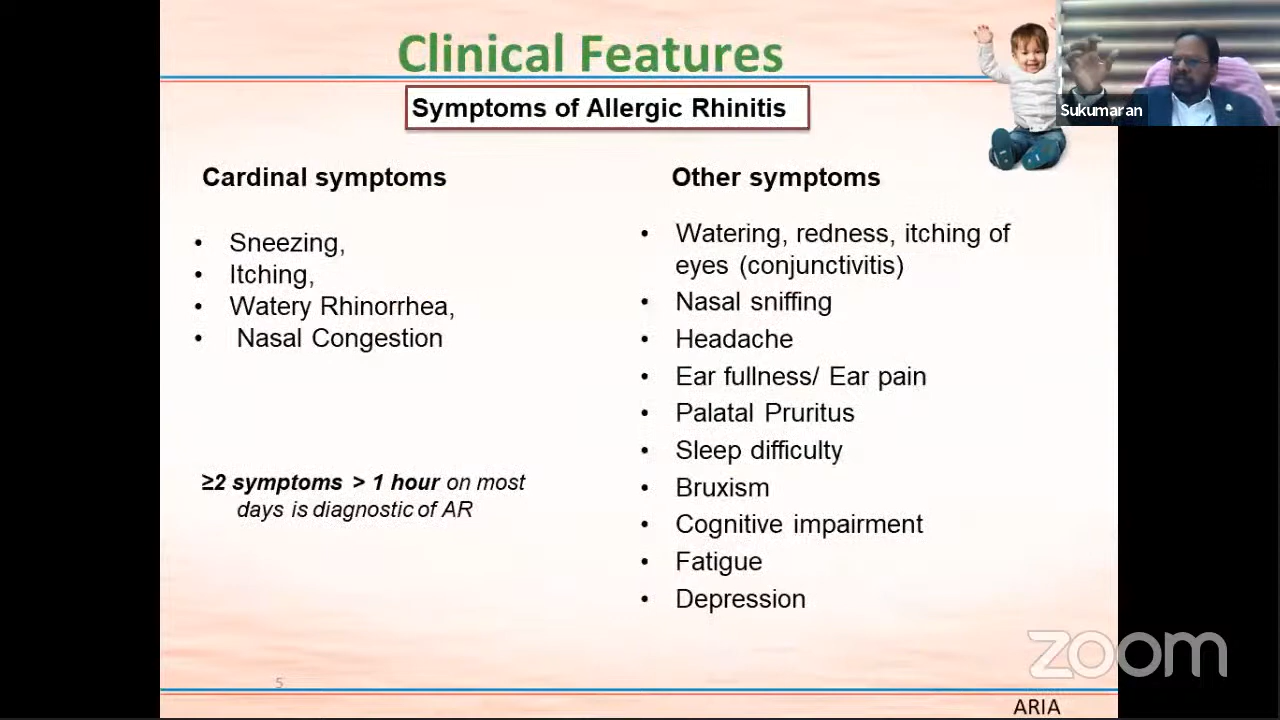 Clinical Features
Symptoms of Allergic Rhinitis
Sukumaran
Cardinal symptoms
• Sneezing,
• Itching,
• Watery Rhinorrhea,
• Nasal Congestion
≥2 symptoms > 1 hour on most
days is diagnostic of AR
Other symptoms
• Watering, redness, itching of
eyes (conjunctivitis)
• Nasal sniffing
• Headache
• Ear fullness/ Ear pain
• Palatal Pruritus
• Sleep difficulty
• Bruxism
• Cognitive impairment
• Fatigue
• Depression
zoom
5
ARIA